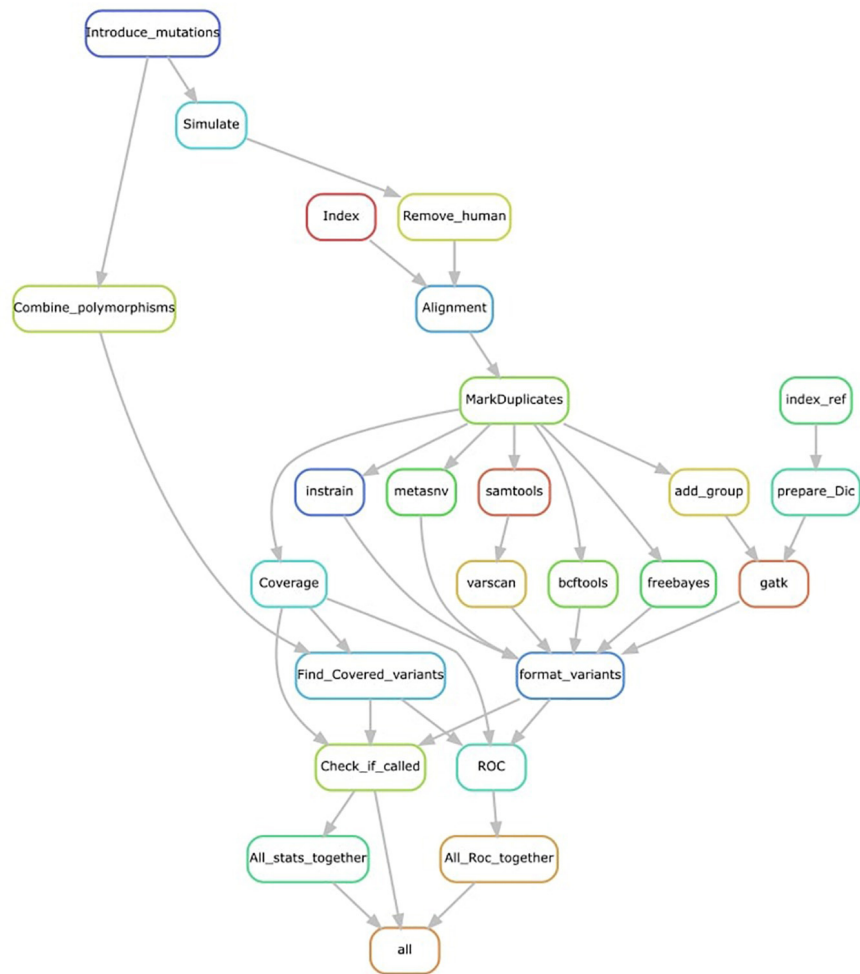 Introduce_mutations
Simulate
Index
Remove_human
Combine_polymorphisms
Alignment
MarkDuplicates
index_ref
instrain
metasnv
samtools
add_group
prepare_Dic
Coverage
varscan
bcftools
freebayes
gatk
Find_Covered_variants
format_variants
Check_if_called
ROC
All_stats_together
All_Roc_together
all